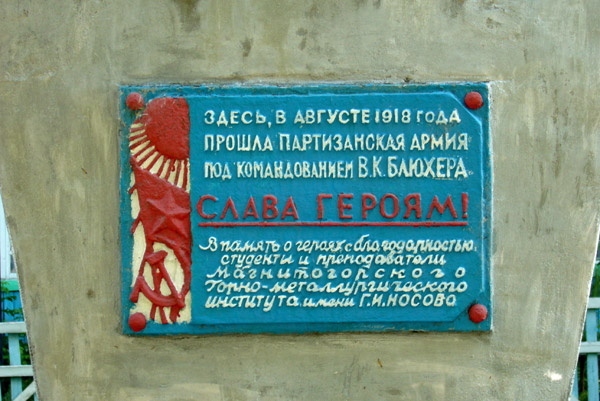 ЗДЕСЬ, В АВГУСТЕ 1918 ГОДА
ПРОШЛА ПАРТИЗАНСКАЯ АРМИЯ
ПОД КОМАНДОВАНИЕМ В.К. БЛЮХЕРА
СЛАВА ГЕРОЯМ!
В память о героях с благодарностью
студенты и преподаватели
Магнитогорского
Горно-металлургического
института имени Г.И. Носова